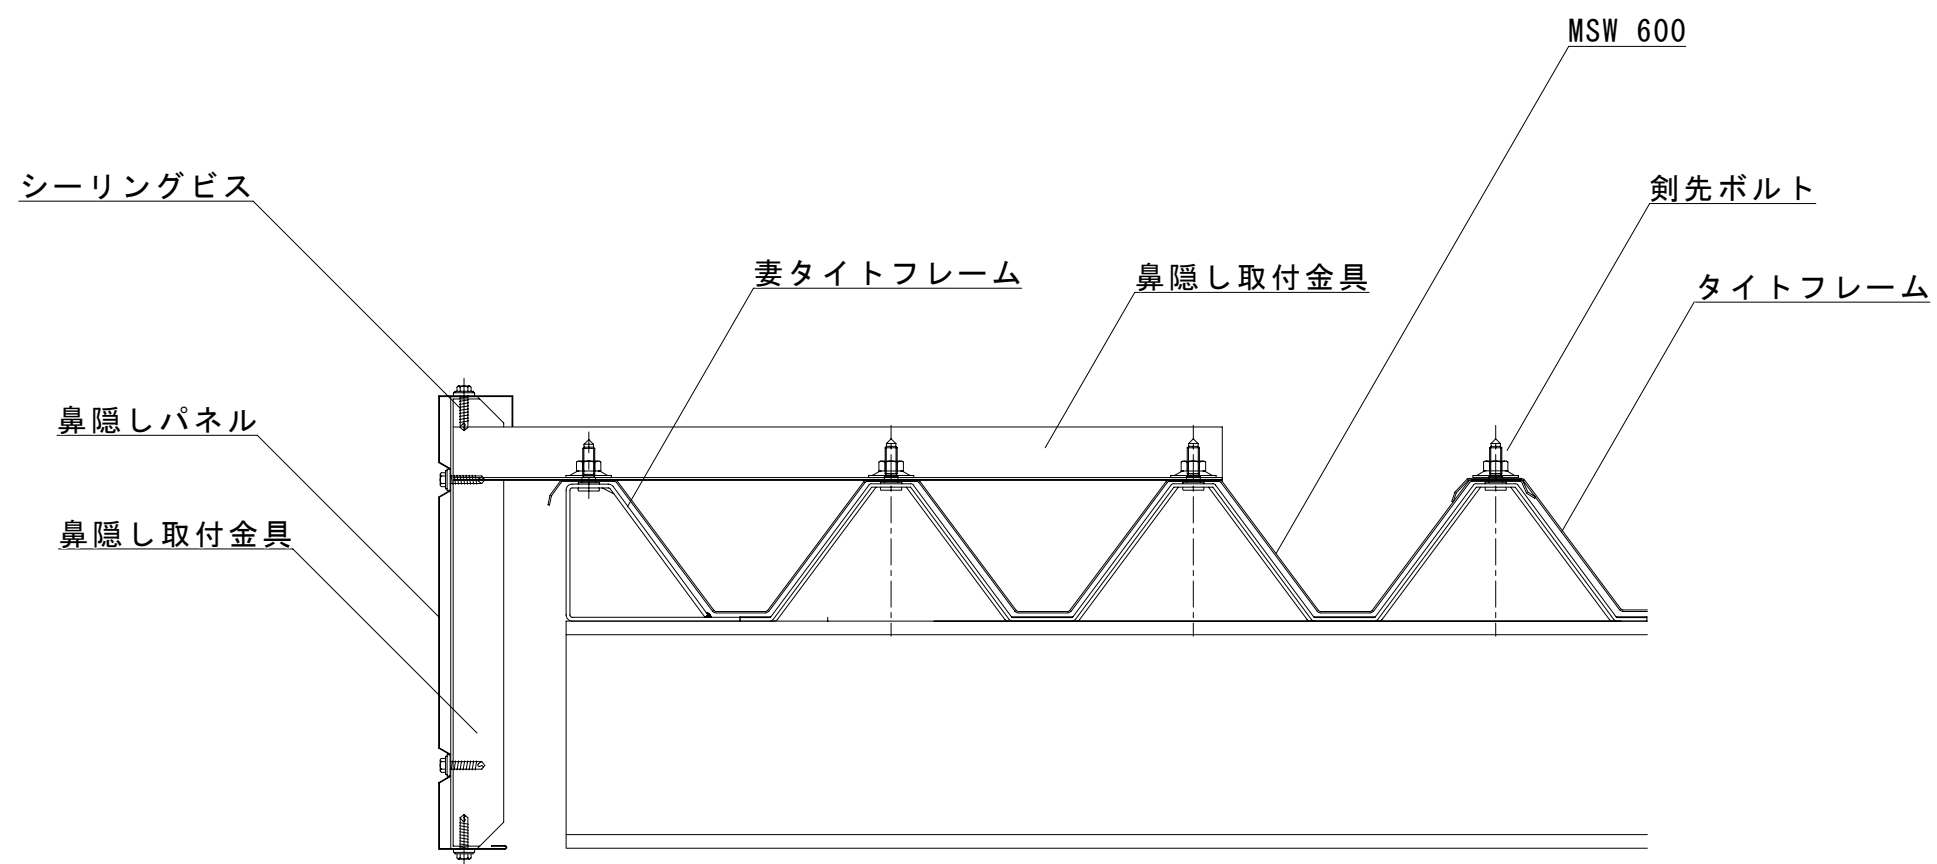 MSW 600
シーリングビス
剣先ボルト
妻タイトフレーム
鼻隠し取付金具
タイトフレーム
鼻隠しパネル
鼻隠し取付金具